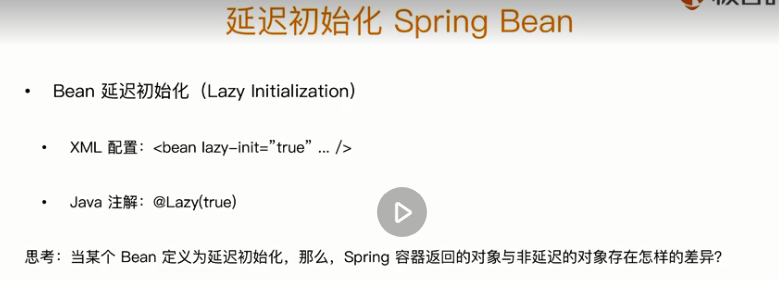 延迟初始化 Spring Bean
• Bean 延迟初始化（Lazy Initialization）
• XML 配置：<bean lazy-init=”true” ... />
• Java 注解：@Lazy(true)
思考：当某个 Bean 定义为延迟初始化，那么，Spring 容器返回的对象与非延迟的对象存在怎样的差异？